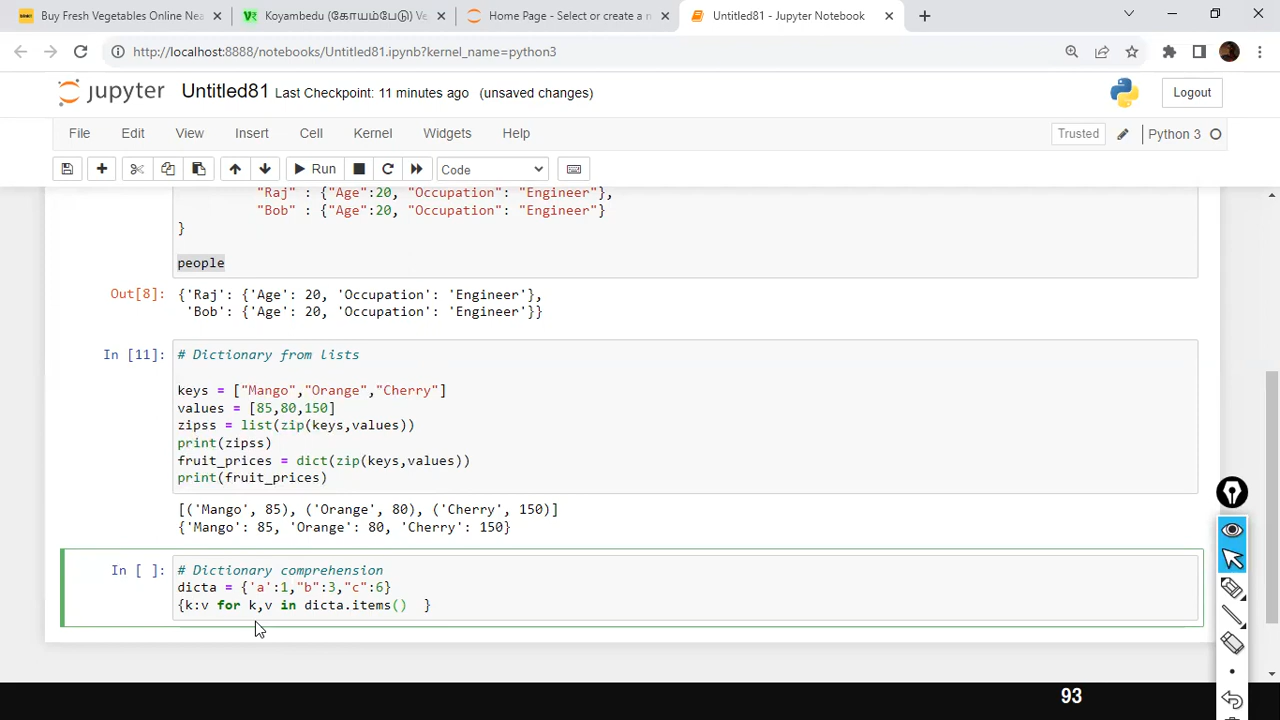 Buy Fresh Vegetables Online Nea
Koyambedu (கோயம்பேடு) Ve
Home Page - Select or create a n
Untitled81 - Jupyter Notebook
http://localhost:8888/notebooks/Untitled81.ipynb?kernel_name=python3
jupyter Untitled81 Last Checkpoint: 11 minutes ago (unsaved changes)
Logout
File Edit View Insert Cell Kernel Widgets Help
Trusted Python 3
Run Code
"Raj" : {"Age":20, "Occupation": "Engineer"},
"Bob" : {"Age":20, "Occupation": "Engineer"}
}
people
Out[8]: {'Raj': {'Age': 20, 'Occupation': 'Engineer'},
'Bob': {'Age': 20, 'Occupation': 'Engineer'}}
In [11]: # Dictionary from lists
keys = ["Mango","Orange","Cherry"]
values = [85,80,150]
zipss = list(zip(keys,values))
print(zipss)
fruit_prices = dict(zip(keys,values))
print(fruit_prices)
[('Mango', 85), ('Orange', 80), ('Cherry', 150)]
{'Mango': 85, 'Orange': 80, 'Cherry': 150}
In [ ]: # Dictionary comprehension
dicta = {'a':1,"b":3,"c":6}
{k:v for k,v in dicta.items() }
93